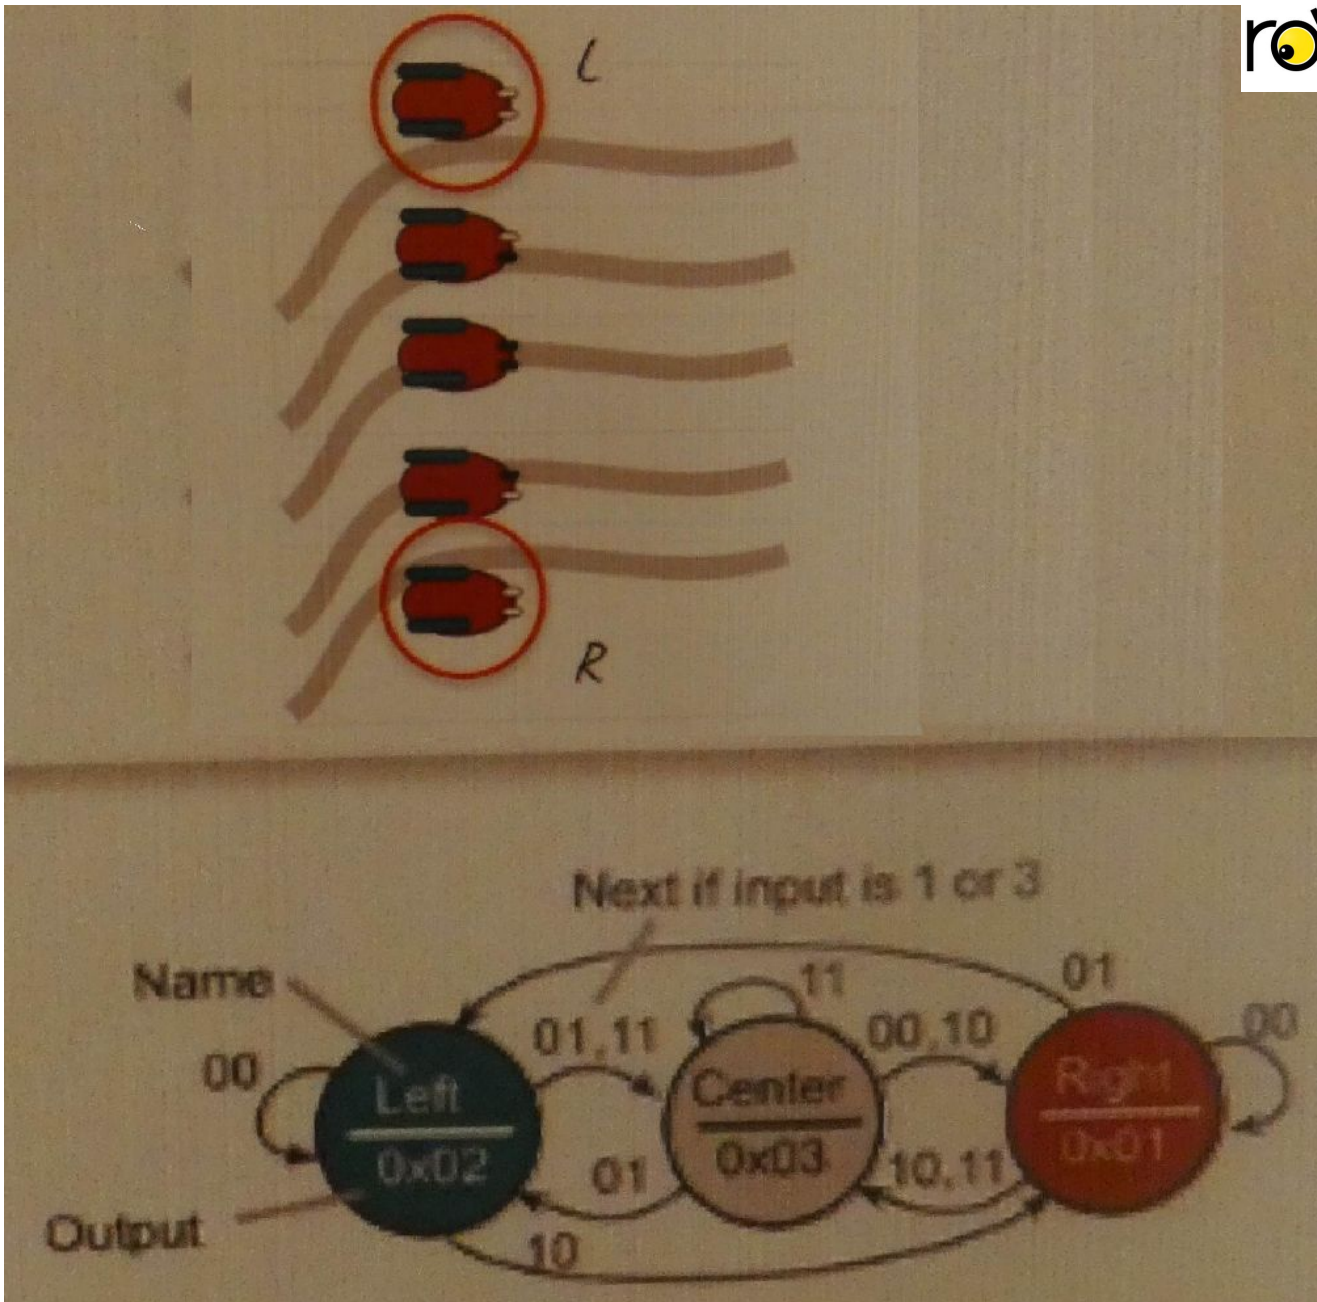 L
R
Next if input is 1 or 3
Name
01
11
00
01,11
00,10
00
Left
Center
Right
0x02
0x03
0x01
01
10,11
Output
10